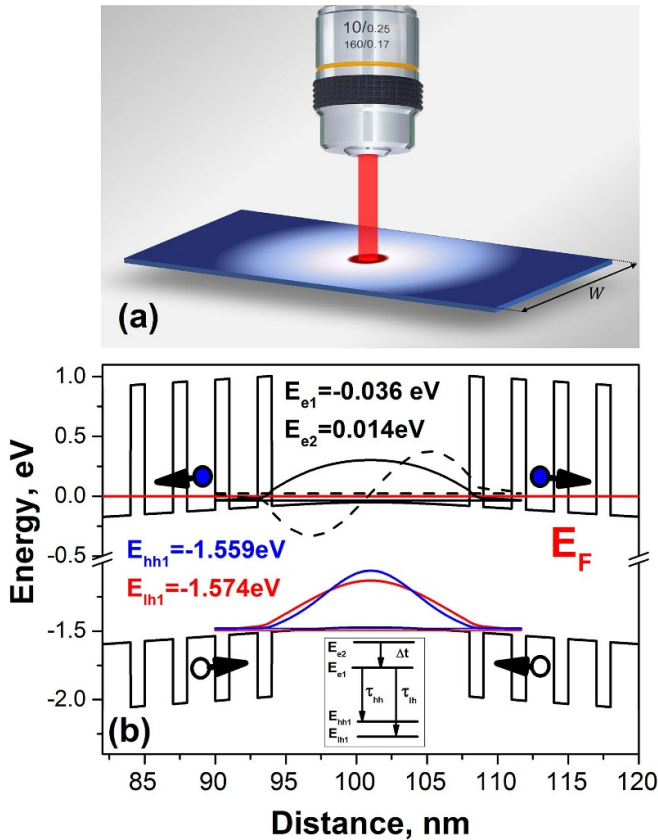 10/0.25
160/0.17
W
(a)
1.0
0.5
0.0
-0.5
-1.5
-2.0
Energy, eV
E_e1=-0.036 eV
E_e2=0.014eV
E_hh1=-1.559eV
E_lh1=-1.574eV
E_F
E_e2
Δt
E_e1
τ_hh
τ_lh
E_hh1
E_lh1
(b)
85 90 95 100 105 110 115 120
Distance, nm